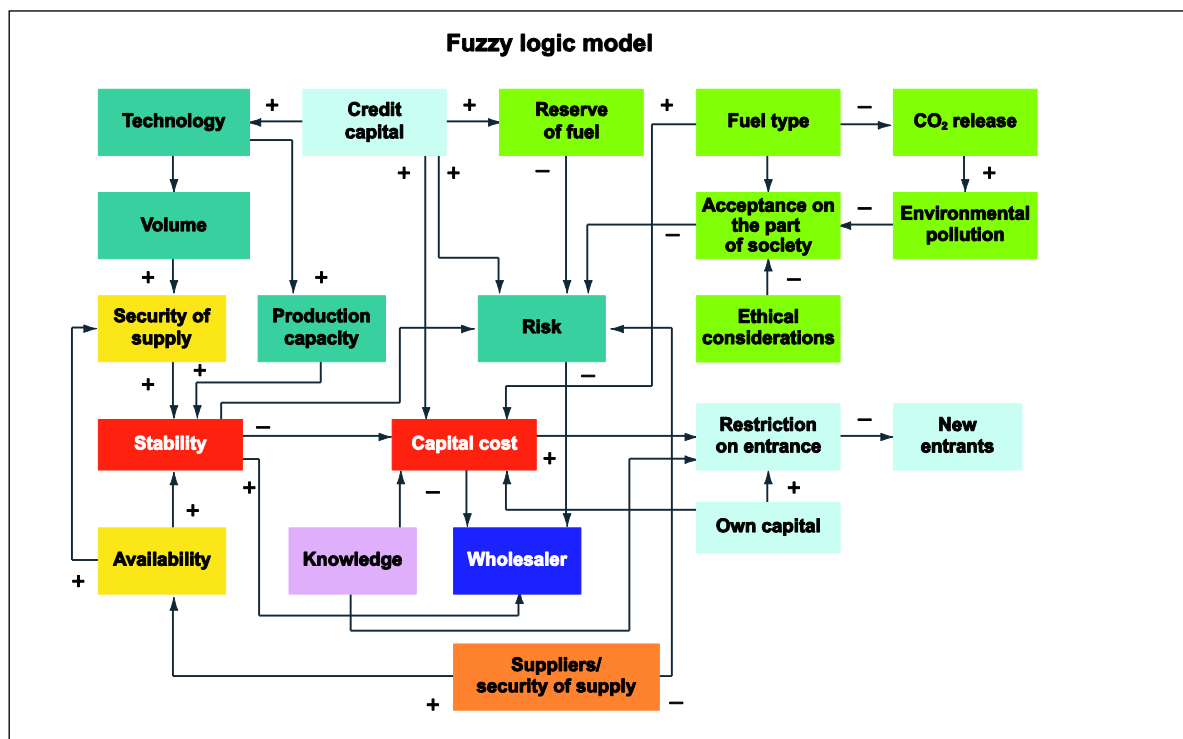 Fuzzy logic model
+
+
+
−
Technology
Credit
capital
Reserve
of fuel
Fuel type
CO₂ release
+
+
−
+
Volume
Acceptance on
the part
of society
−
Environmental
pollution
−
+
+
−
Security of
supply
Production
capacity
Risk
Ethical
considerations
+
+
−
Stability
−
Capital cost
+
Restriction
on entrance
−
New
entrants
+
−
+
+
Own capital
Availability
Knowledge
Wholesaler
+
Suppliers/
security of supply
+
−